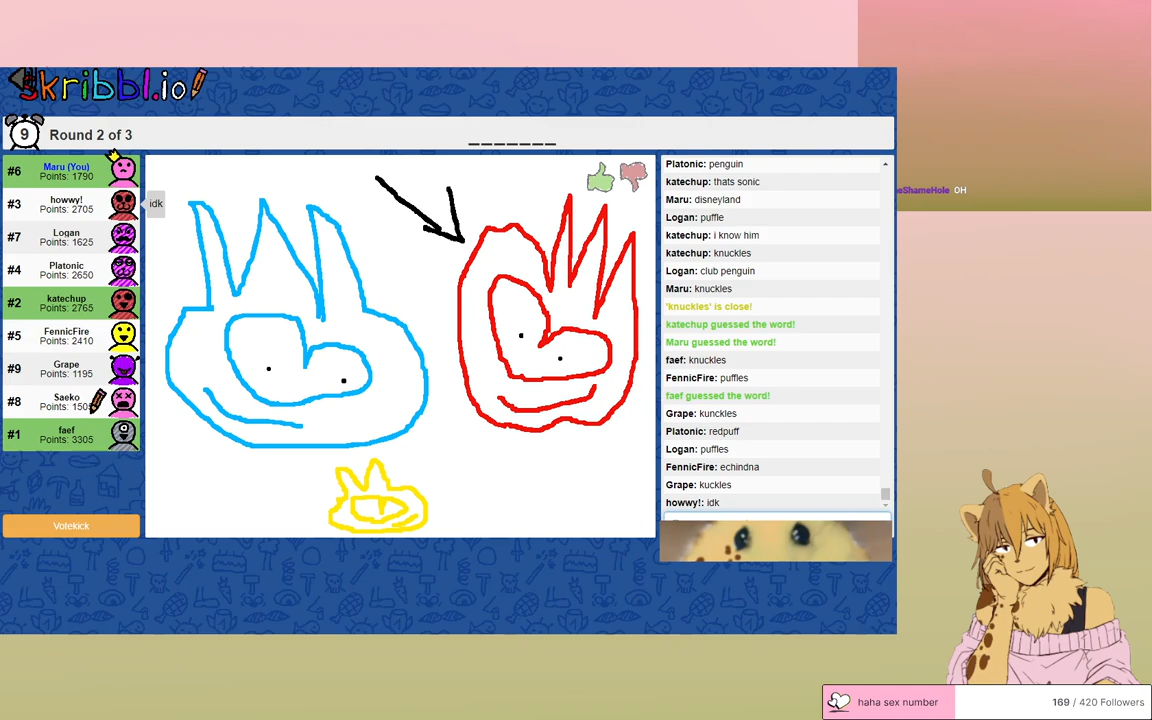 skribbl.io
9
Round 2 of 3
_______
#6
Maru (You)
Points: 1790
#3
howwy!
Points: 2705
idk
#7
Logan
Points: 1625
#4
Platonic
Points: 2650
#2
katechup
Points: 2765
#5
FennicFire
Points: 2410
#9
Grape
Points: 1195
#8
Saeko
#1
faef
Points: 3305
Votekick
Platonic: penguin
katechup: thats sonic
Maru: disneyland
Logan: puffle
katechup: i know him
katechup: knuckles
Logan: club penguin
Maru: knuckles
'knuckles' is close!
katechup guessed the word!
Maru guessed the word!
faef: knuckles
FennicFire: puffles
faef guessed the word!
Grape: kunckles
Platonic: redpuff
Logan: puffles
FennicFire: echindna
Grape: kuckles
howwy!: idk
eShameHole OH
haha sex number
169 / 420 Followers